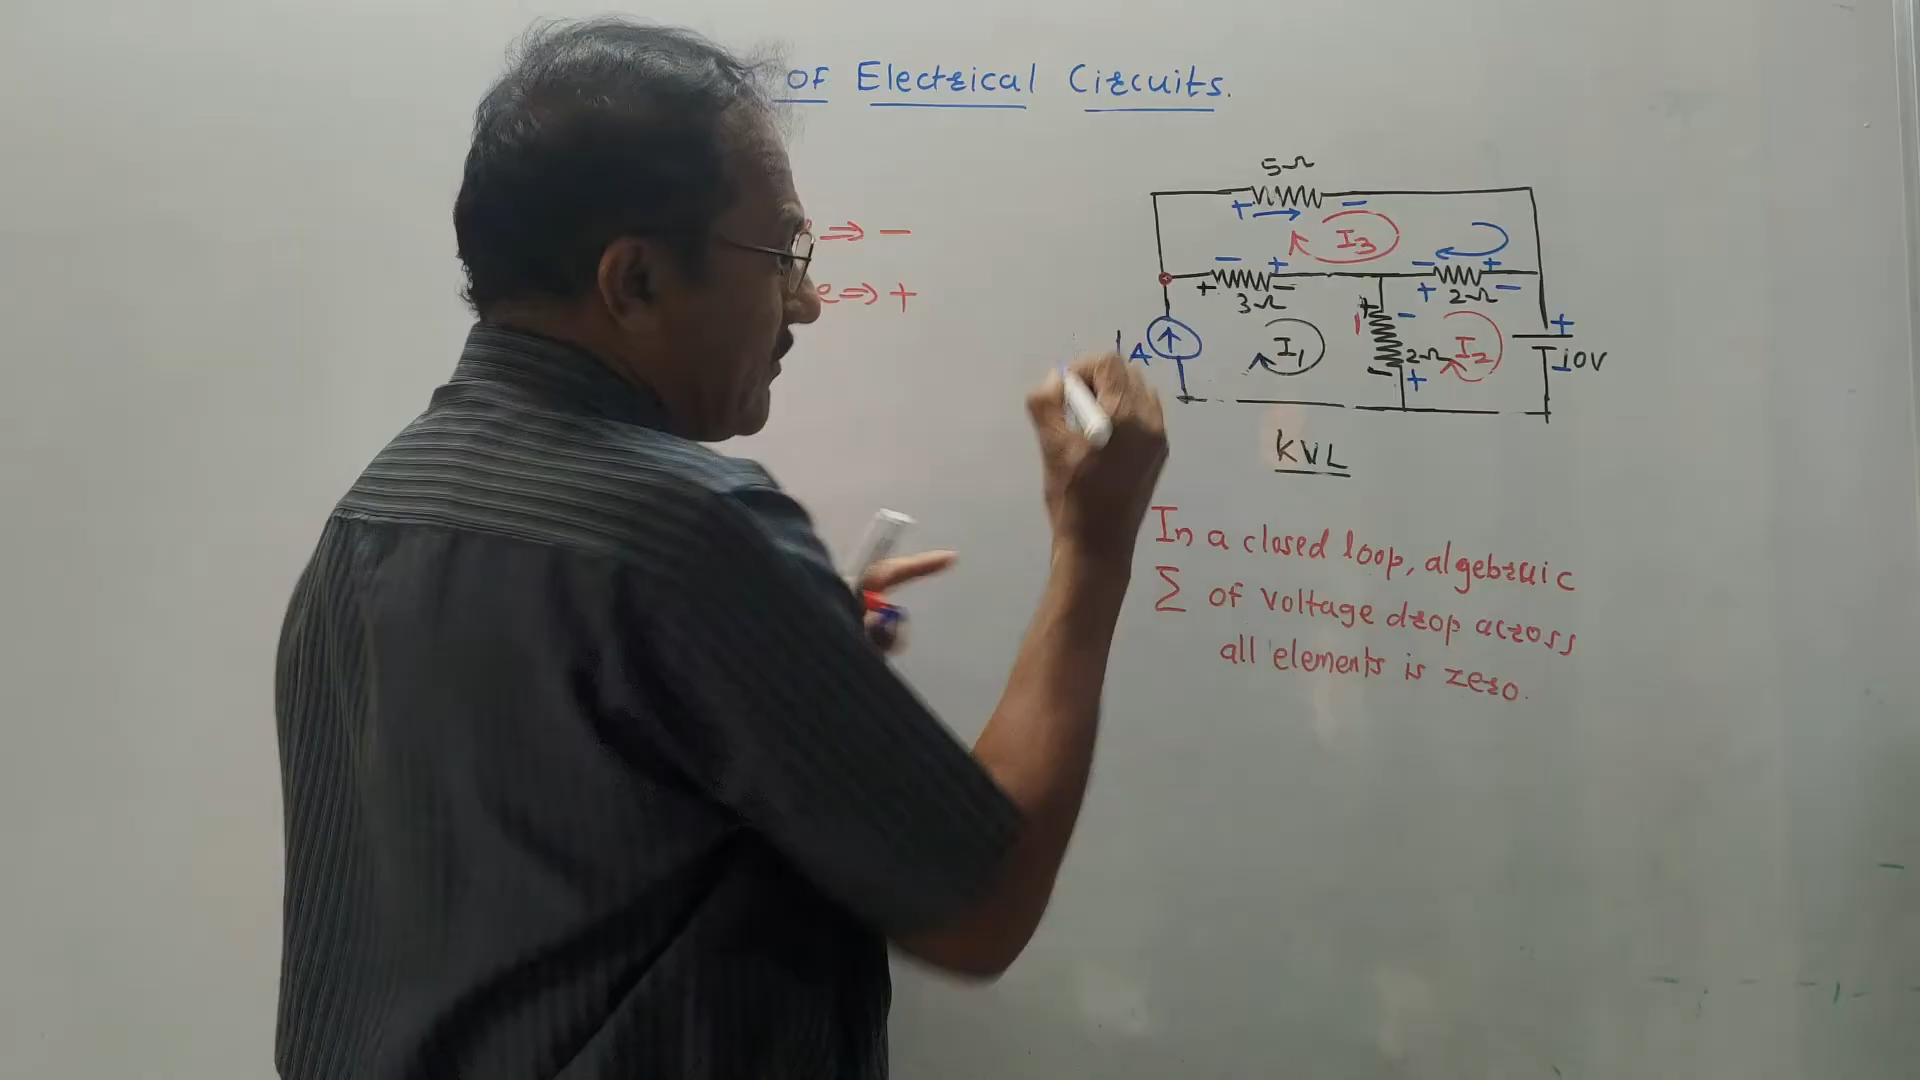 of Electrical Circuits.
⇒ −
e ⇒ +
5Ω
+ −
I3
− + − +
+ − + −
3Ω 2Ω
+ −
I1
2Ω
I2
+
10V
1A
− +
KVL
In a closed loop, algebraic
Σ of voltage drop across
all elements is zero.